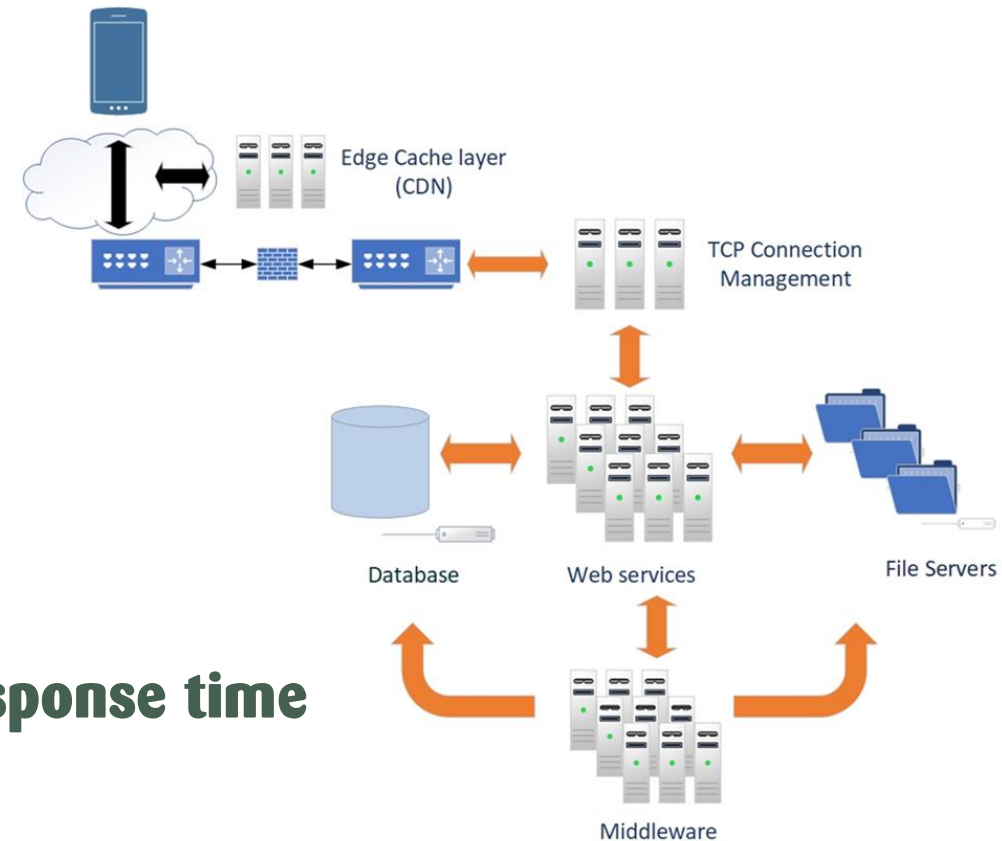 Edge Cache layer
(CDN)
TCP Connection
Management
Database
Web services
File Servers
sponse time
Middleware